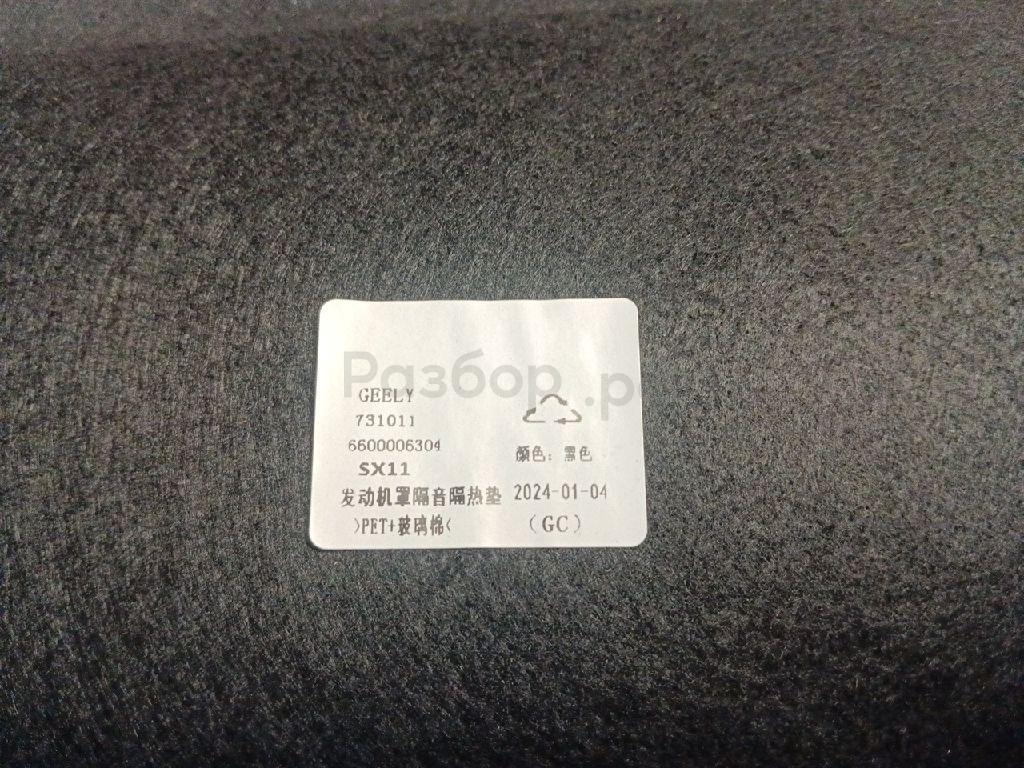 Разбор.ру
GEELY
731011
6600006304
SX11
颜色：黑色
发动机罩隔音隔热垫 2024-01-04
>PET+玻璃棉< (GC)